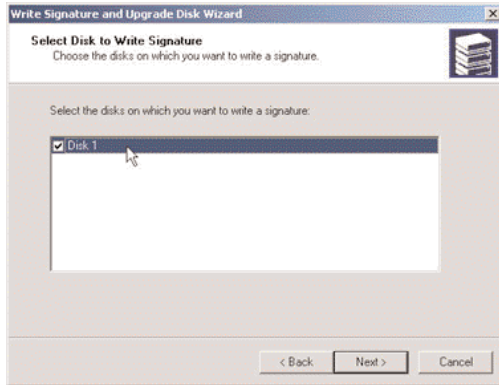 Write Signature and Upgrade Disk Wizard
Select Disk to Write Signature
Choose the disks on which you want to write a signature.
Select the disks on which you want to write a signature:
Disk 1
< Back Next > Cancel